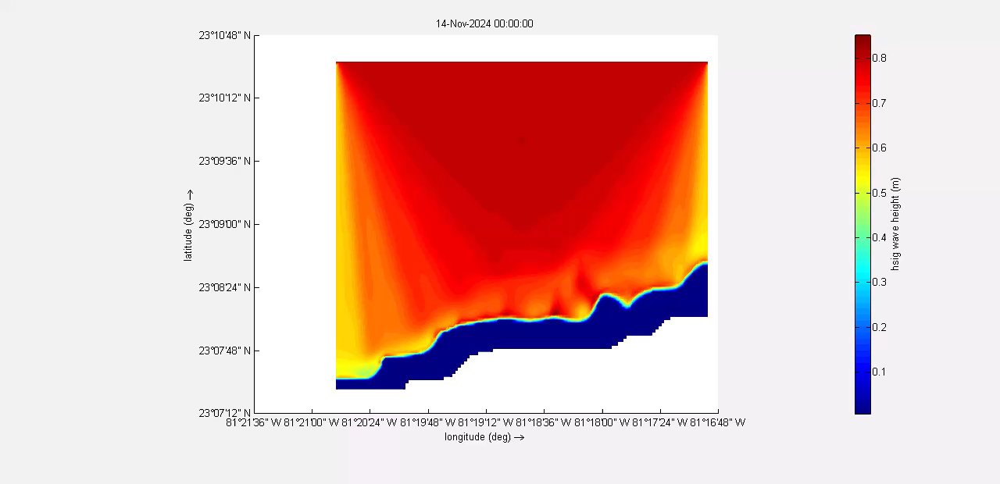 14-Nov-2024 00:00:00
23°10'48" N
23°10'12" N
23°09'36" N
23°09'00" N
23°08'24" N
23°07'48" N
23°07'12" N
latitude (deg) →
81°21'36" W 81°21'00" W 81°20'24" W 81°19'48" W 81°19'12" W 81°18'36" W 81°18'00" W 81°17'24" W 81°16'48" W
longitude (deg) →
0.8
0.7
0.6
0.5
0.4
0.3
0.2
0.1
hsig wave height (m)